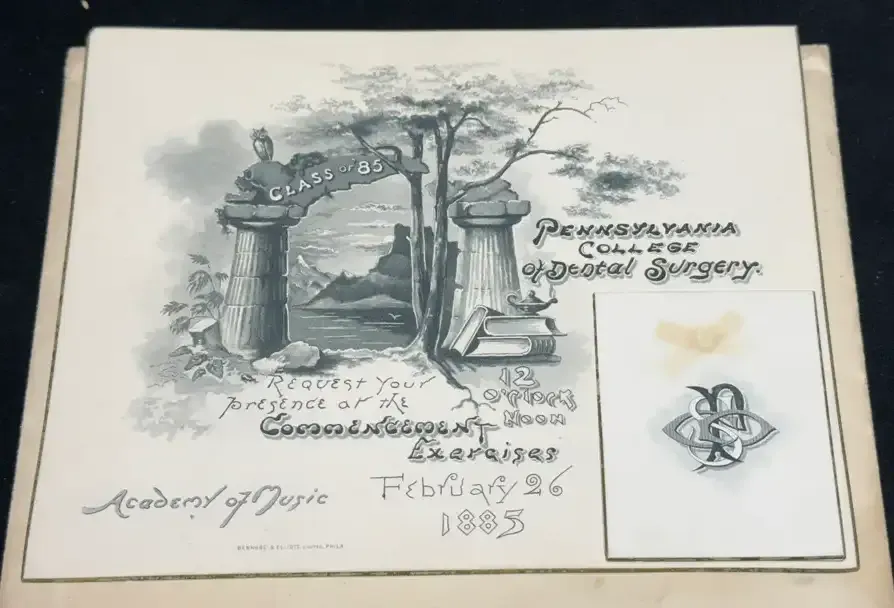 CLASS OF '85
PENNSYLVANIA
COLLEGE
of Dental Surgery.
Request Your
presence at the
12
O'Clock
Noon
Commencement
Exercises
Academy of Music
February 26
1885
PHILA